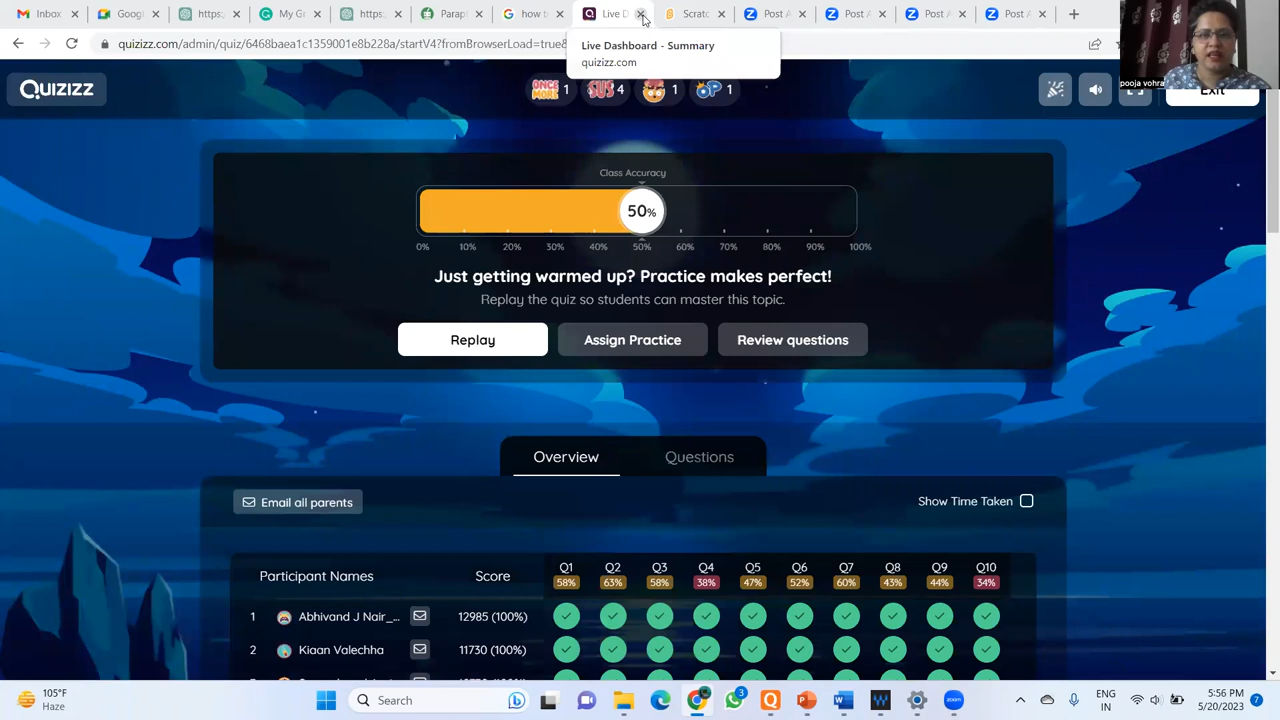 Inbox
Googl
https:/
My Gr
https:/
Parap
how t
Live D
Scratc
Post A
Post A
Post A
Post A
quizizz.com/admin/quiz/6468baea1c1359001e8b228a/startV4?fromBrowserLoad=true&
Live Dashboard - Summary
quizizz.com
pooja vohra
QUIZIZZ
ONCE MORE 1
SUS 4
1
OP 1
Exit
Class Accuracy
50%
0% 10% 20% 30% 40% 50% 60% 70% 80% 90% 100%
Just getting warmed up? Practice makes perfect!
Replay the quiz so students can master this topic.
Replay
Assign Practice
Review questions
Overview
Questions
Email all parents
Show Time Taken
Participant Names Score Q1 Q2 Q3 Q4 Q5 Q6 Q7 Q8 Q9 Q10
58% 63% 58% 38% 47% 52% 60% 43% 44% 34%
1 Abhivand J Nair_... 12985 (100%)
2 Kiaan Valechha 11730 (100%)
105°F
Haze
Search
3
ENG
IN
5:56 PM
5/20/2023
7